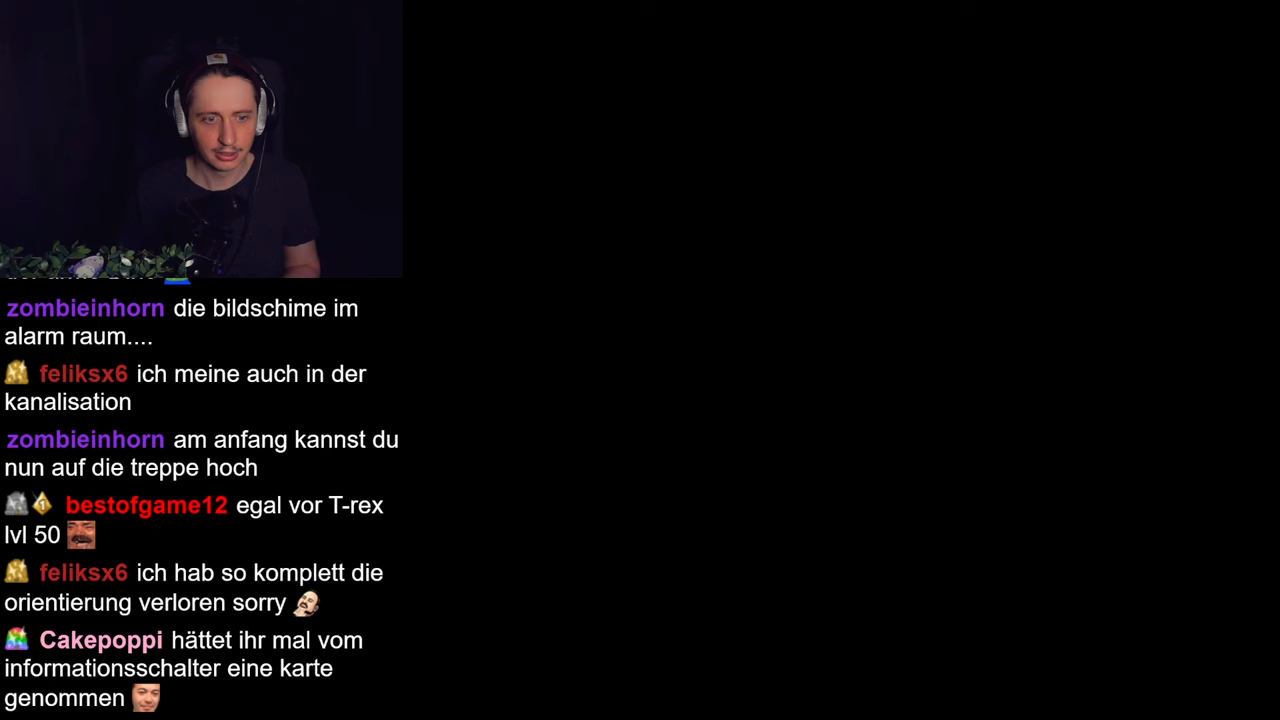 zombieinhorn die bildschime im
alarm raum....
feliksx6 ich meine auch in der
kanalisation
zombieinhorn am anfang kannst du
nun auf die treppe hoch
bestofgame12 egal vor T-rex
lvl 50
feliksx6 ich hab so komplett die
orientierung verloren sorry
Cakepoppi hättet ihr mal vom
informationsschalter eine karte
genommen